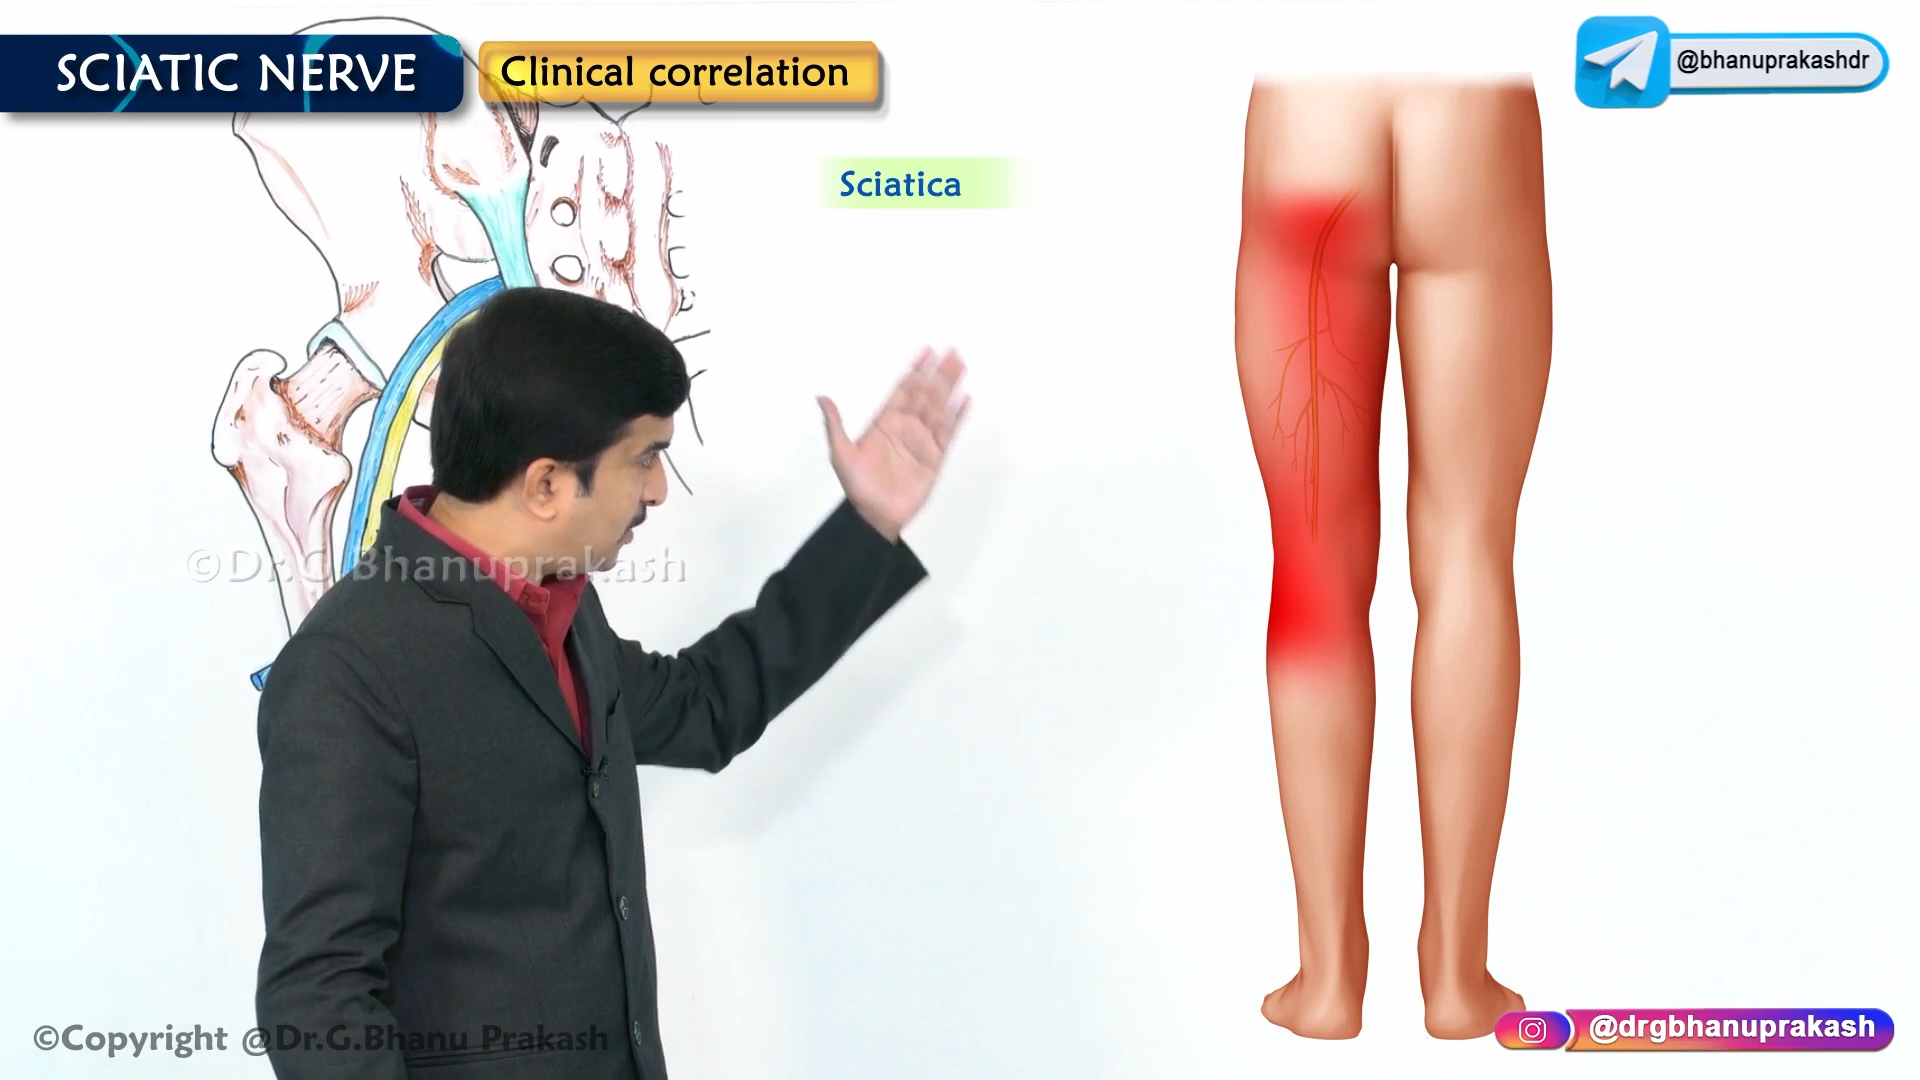 SCIATIC NERVE
Clinical correlation
@bhanuprakashdr
Sciatica
©Dr.G.Bhanuprakash
©Copyright @Dr.G.Bhanu Prakash
@drgbhanuprakash